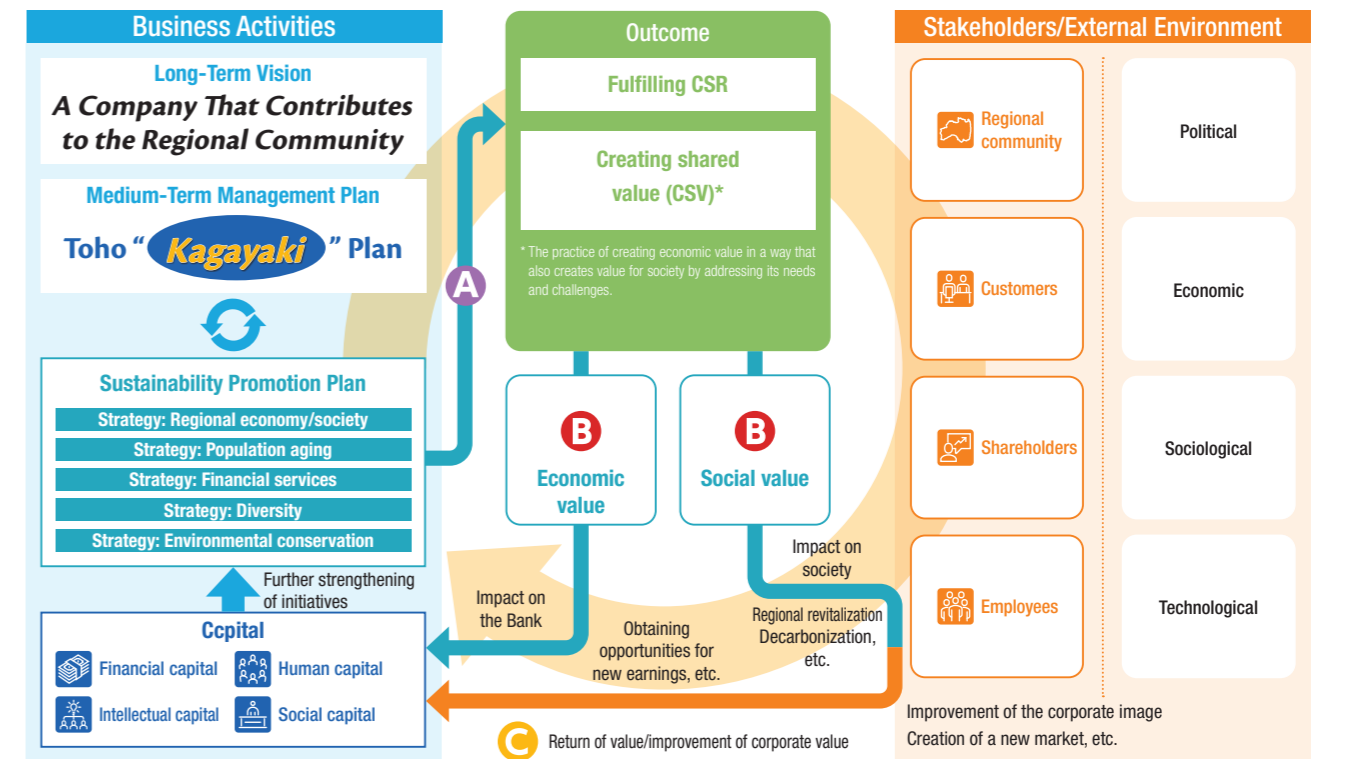 Business Activities
Long-Term Vision
A Company That Contributes
to the Regional Community
Medium-Term Management Plan
Toho “Kagayaki” Plan
Sustainability Promotion Plan
Strategy: Regional economy/society
Strategy: Population aging
Strategy: Financial services
Strategy: Diversity
Strategy: Environmental conservation
Further strengthening
of initiatives
Ccpital
Financial capital
Human capital
Intellectual capital
Social capital
A
Outcome
Fulfilling CSR
Creating shared
value (CSV)*
* The practice of creating economic value in a way that
also creates value for society by addressing its needs
and challenges.
B
Economic
value
B
Social value
Impact on
the Bank
Obtaining
opportunities for
new earnings, etc.
Impact on
society
Regional revitalization
Decarbonization,
etc.
C
Return of value/improvement of corporate value
Stakeholders/External Environment
Regional
community
Customers
Shareholders
Employees
Political
Economic
Sociological
Technological
Improvement of the corporate image
Creation of a new market, etc.